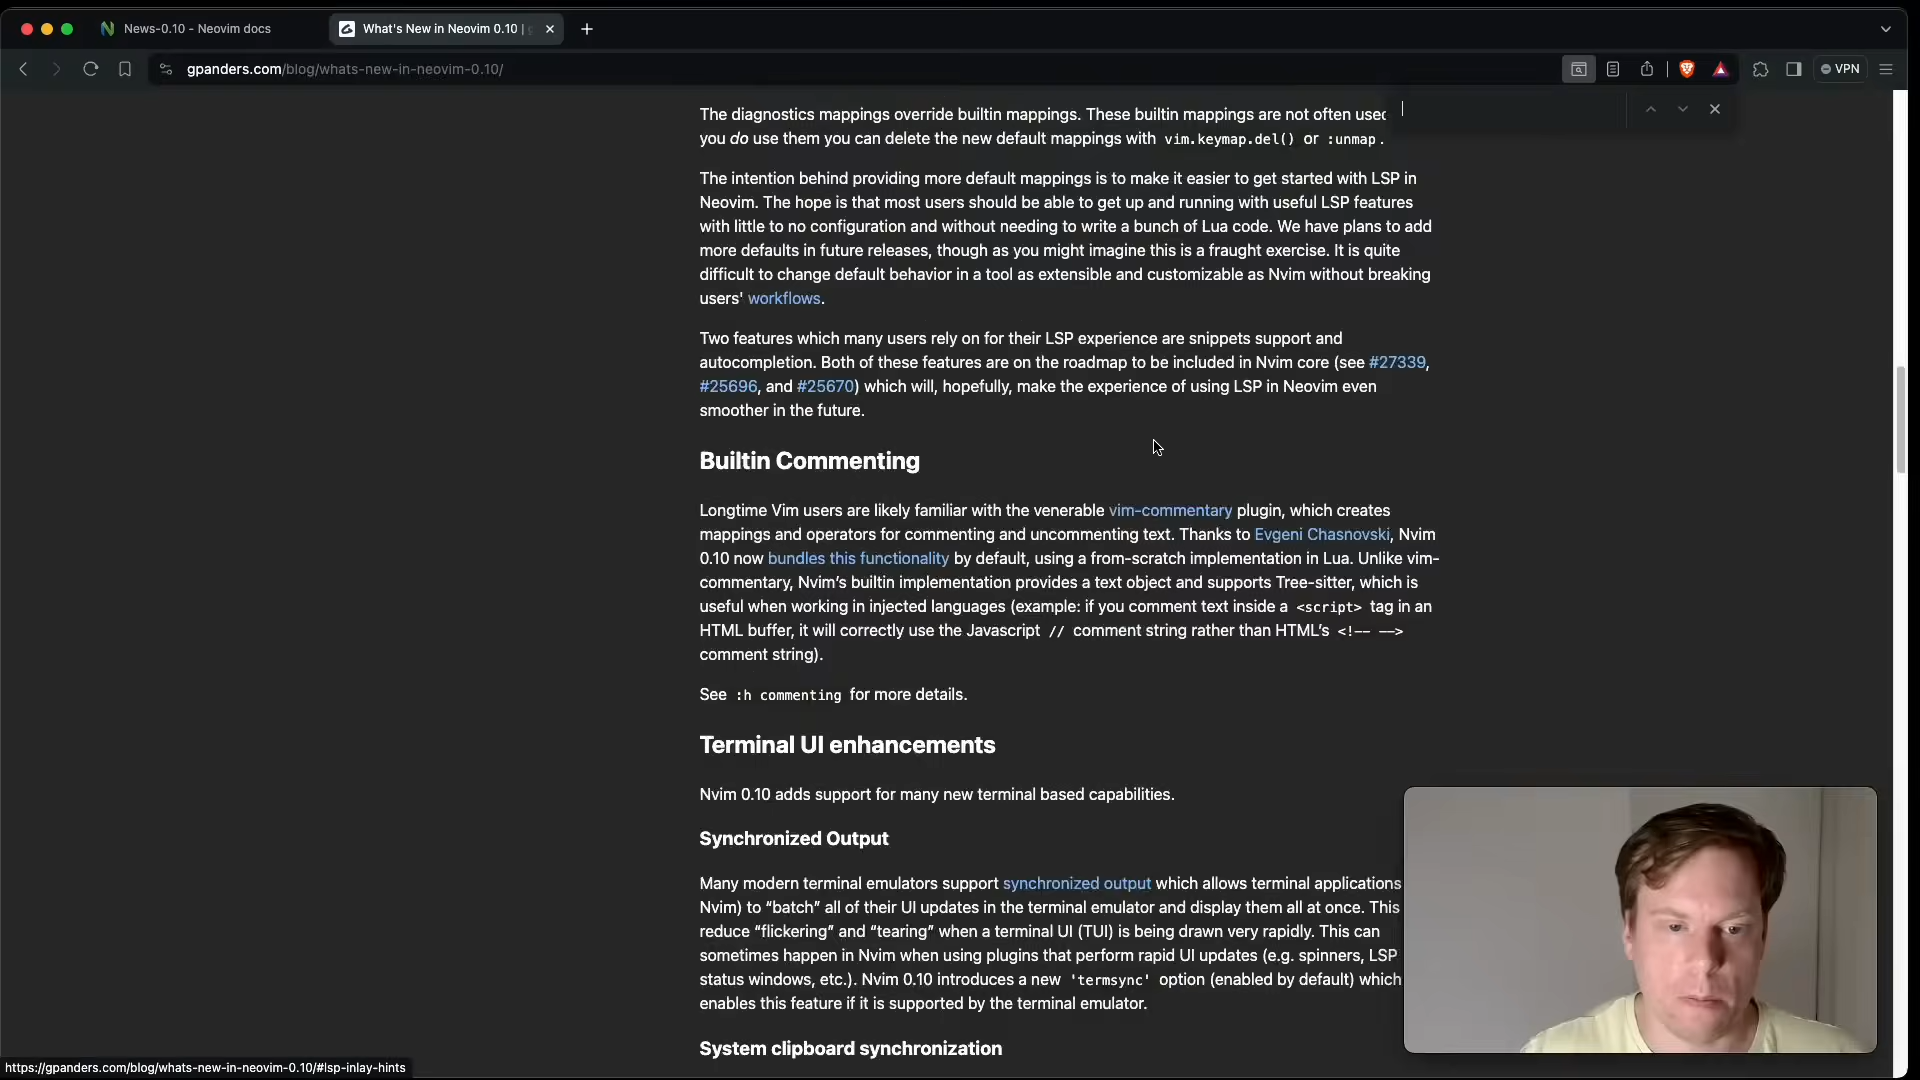 News-0.10 - Neovim docs
What's New in Neovim 0.10 |
gpanders.com/blog/whats-new-in-neovim-0.10/
VPN
The diagnostics mappings override builtin mappings. These builtin mappings are not often used
you do use them you can delete the new default mappings with vim.keymap.del() or :unmap.
The intention behind providing more default mappings is to make it easier to get started with LSP in
Neovim. The hope is that most users should be able to get up and running with useful LSP features
with little to no configuration and without needing to write a bunch of Lua code. We have plans to add
more defaults in future releases, though as you might imagine this is a fraught exercise. It is quite
difficult to change default behavior in a tool as extensible and customizable as Nvim without breaking
users' workflows.
Two features which many users rely on for their LSP experience are snippets support and
autocompletion. Both of these features are on the roadmap to be included in Nvim core (see #27339,
#25696, and #25670) which will, hopefully, make the experience of using LSP in Neovim even
smoother in the future.
Builtin Commenting
Longtime Vim users are likely familiar with the venerable vim-commentary plugin, which creates
mappings and operators for commenting and uncommenting text. Thanks to Evgeni Chasnovski, Nvim
0.10 now bundles this functionality by default, using a from-scratch implementation in Lua. Unlike vim-
commentary, Nvim's builtin implementation provides a text object and supports Tree-sitter, which is
useful when working in injected languages (example: if you comment text inside a <script> tag in an
HTML buffer, it will correctly use the Javascript // comment string rather than HTML's <!-- -->
comment string).
See :h commenting for more details.
Terminal UI enhancements
Nvim 0.10 adds support for many new terminal based capabilities.
Synchronized Output
Many modern terminal emulators support synchronized output which allows terminal applications
Nvim) to “batch” all of their UI updates in the terminal emulator and display them all at once. This
reduce “flickering” and “tearing” when a terminal UI (TUI) is being drawn very rapidly. This can
sometimes happen in Nvim when using plugins that perform rapid UI updates (e.g. spinners, LSP
status windows, etc.). Nvim 0.10 introduces a new 'termsync' option (enabled by default) which
enables this feature if it is supported by the terminal emulator.
System clipboard synchronization
https://gpanders.com/blog/whats-new-in-neovim-0.10/#lsp-inlay-hints